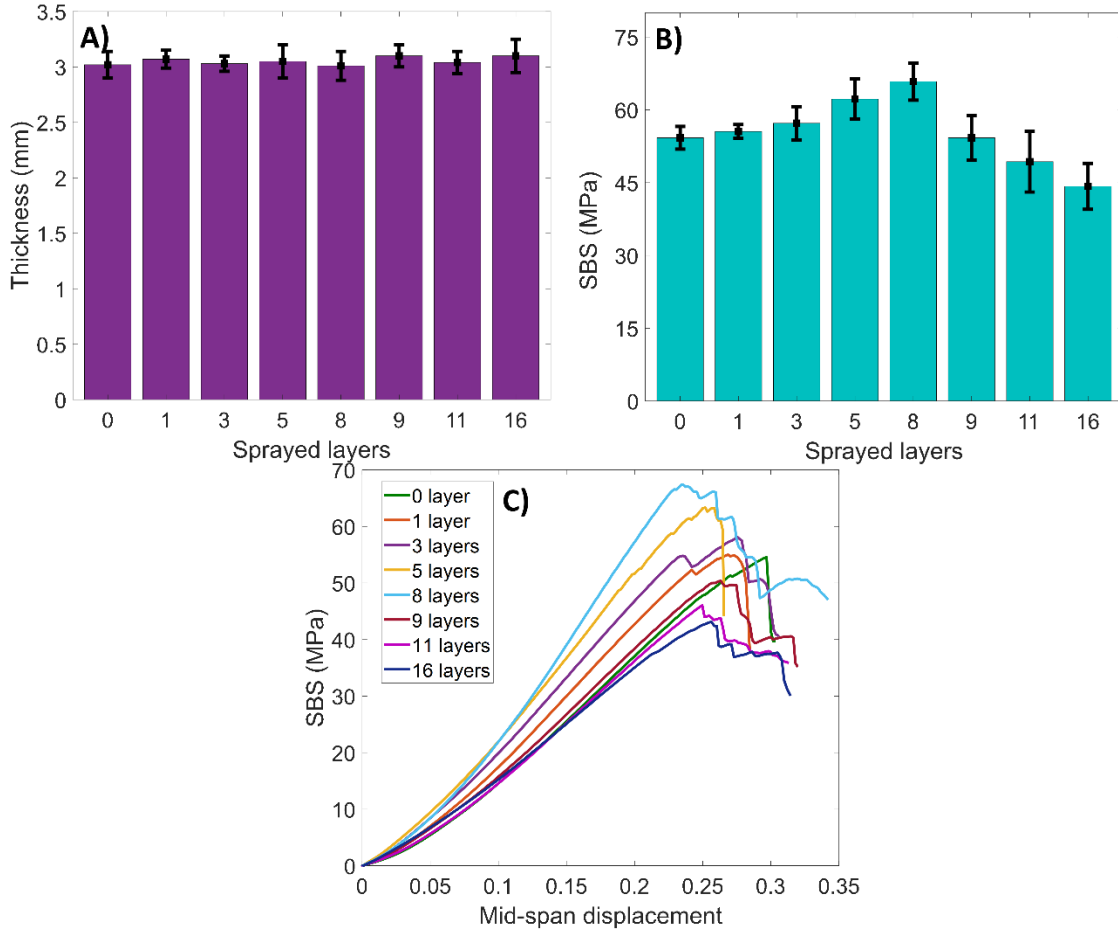 A)
Thickness (mm)
3.5
3
2.5
2
1.5
1
0.5
0
0 1 3 5 8 9 11 16
Sprayed layers
B)
SBS (MPa)
75
60
45
30
15
0
0 1 3 5 8 9 11 16
Sprayed layers
C)
SBS (MPa)
70
60
50
40
30
20
10
0
0 layer
1 layer
3 layers
5 layers
8 layers
9 layers
11 layers
16 layers
0 0.05 0.1 0.15 0.2 0.25 0.3 0.35
Mid-span displacement